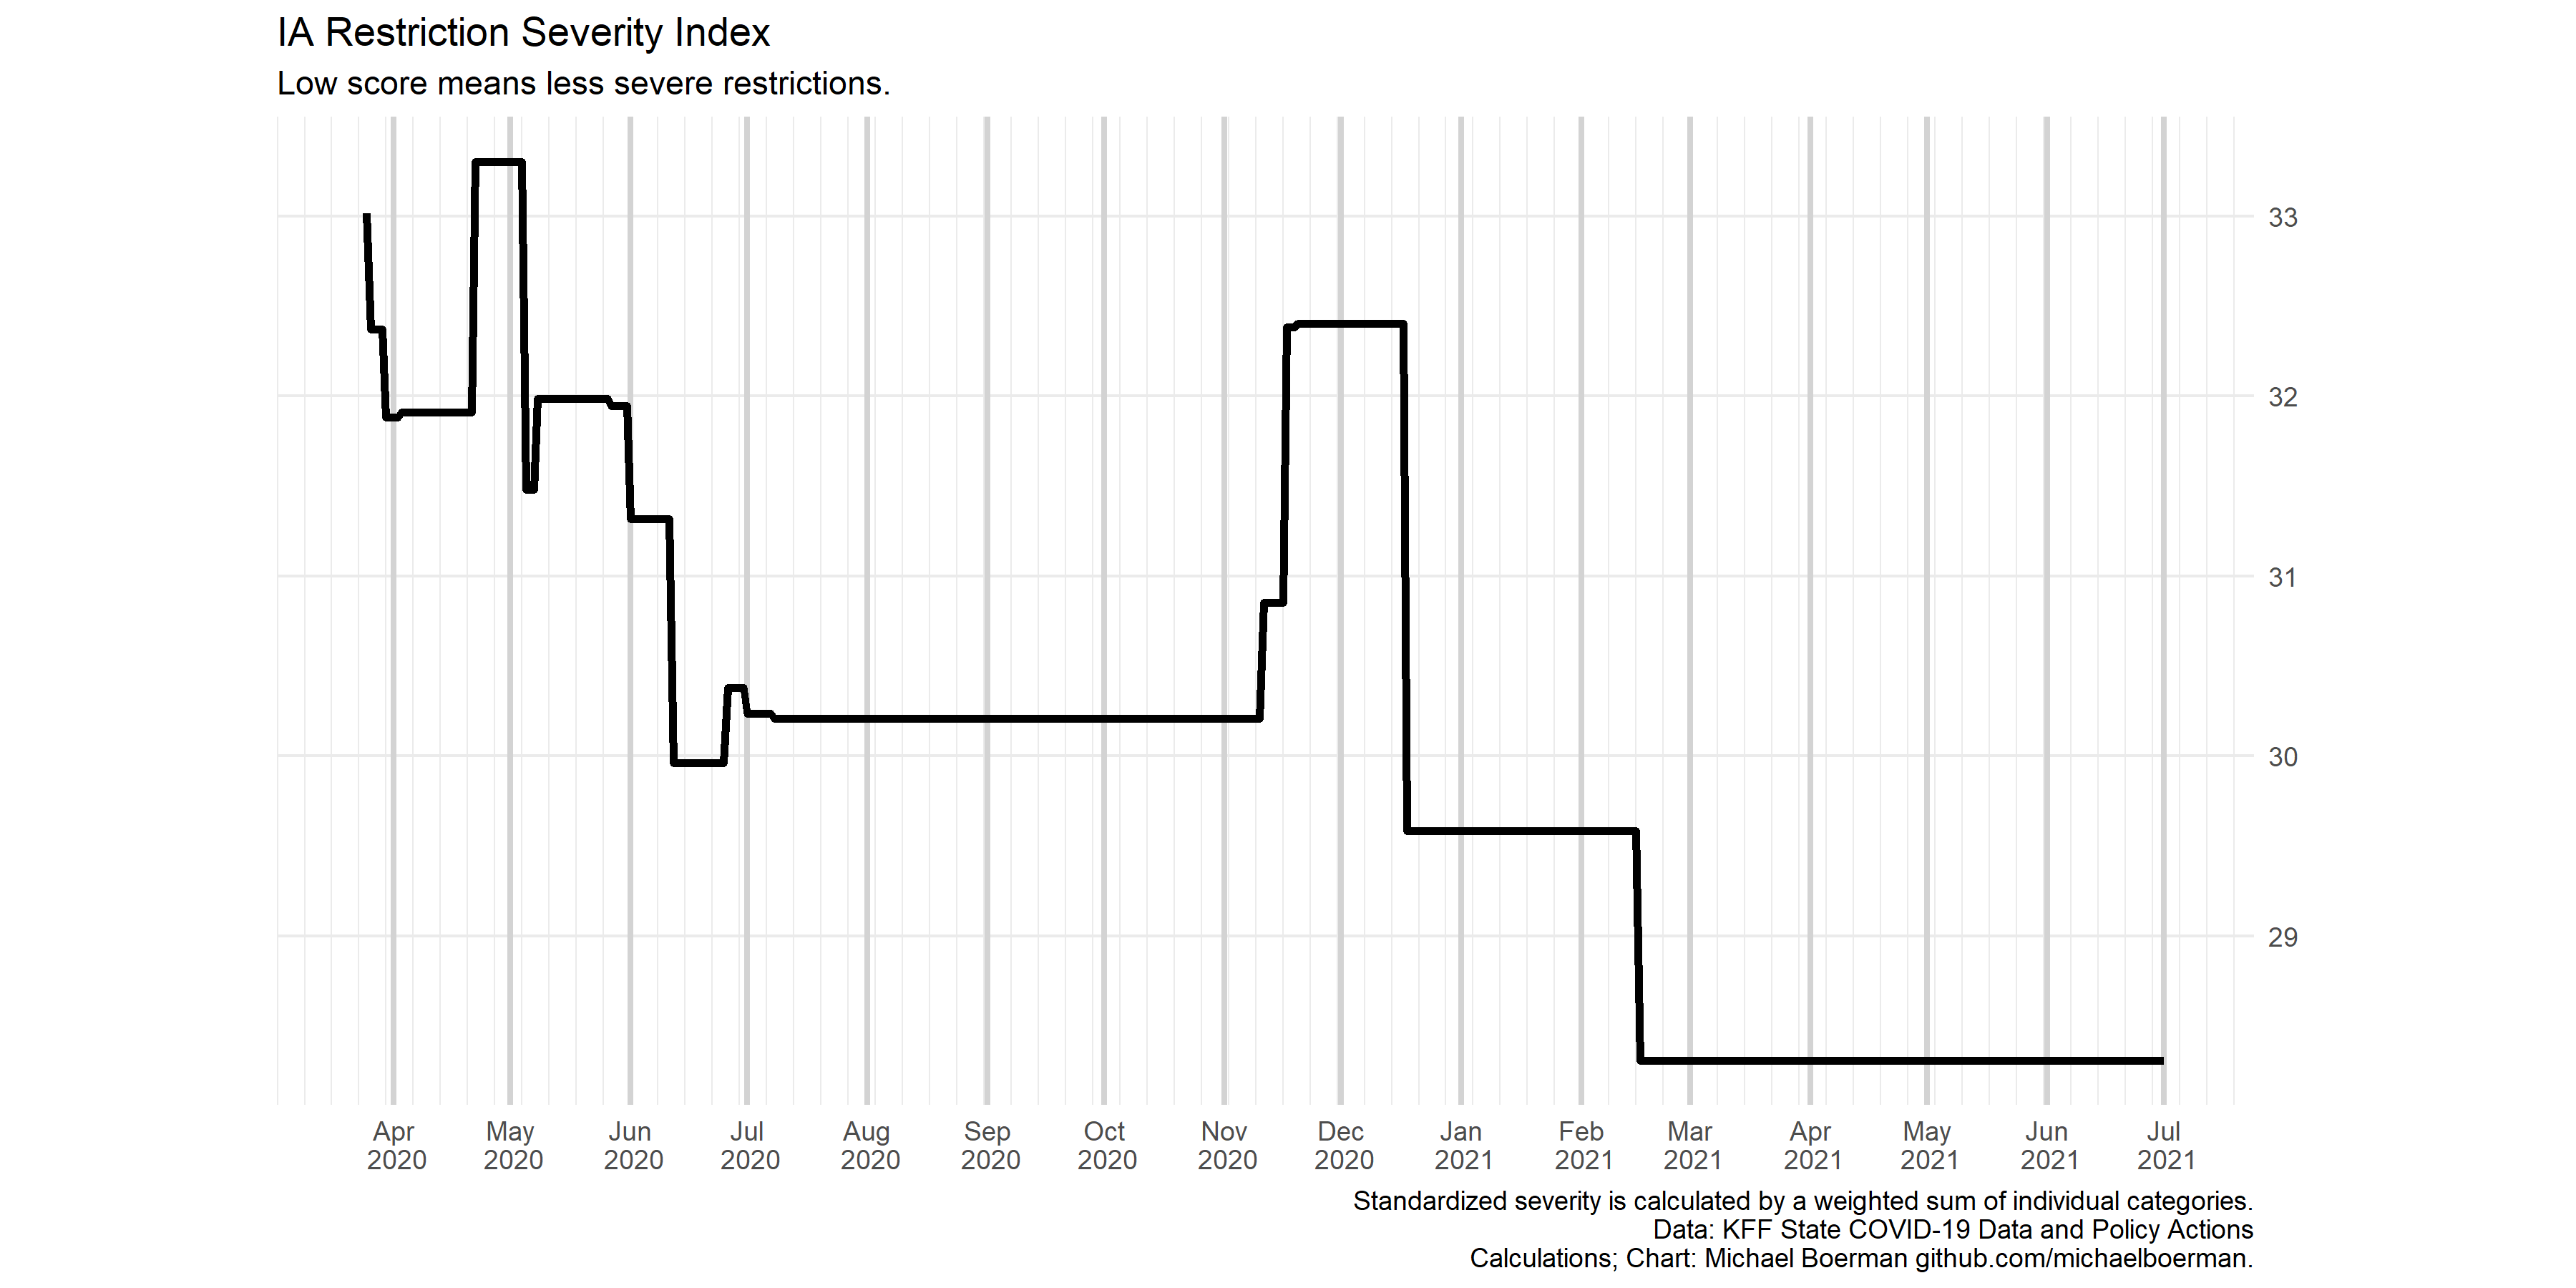 IA Restriction Severity Index
Low score means less severe restrictions.
33
32
31
30
29
Apr May Jun Jul Aug Sep Oct Nov Dec Jan Feb Mar Apr May Jun Jul
2020 2020 2020 2020 2020 2020 2020 2020 2020 2021 2021 2021 2021 2021 2021 2021
Standardized severity is calculated by a weighted sum of individual categories.
Data: KFF State COVID-19 Data and Policy Actions
Calculations; Chart: Michael Boerman github.com/michaelboerman.